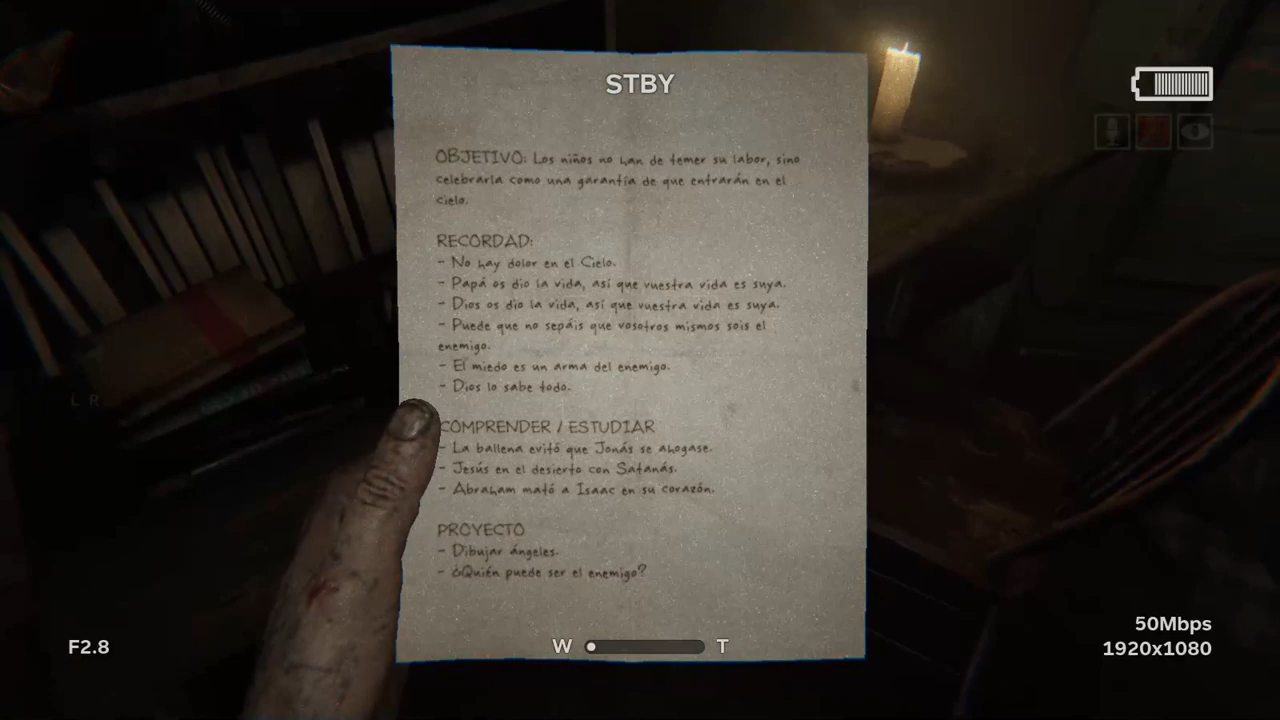 STBY
OBJETIVO: Los niños no han de temer su labor, sino
celebrarla como una garantía de que entrarán en el
cielo.
RECORDAD:
- No hay dolor en el Cielo.
- Papá os dio la vida, así que vuestra vida es suya.
- Dios os dio la vida, así que vuestra vida es suya.
- Puede que no sepáis que vosotros mismos sois el
enemigo.
- El miedo es un arma del enemigo.
- Dios lo sabe todo.
L R
COMPRENDER / ESTUDIAR
- La ballena evitó que Jonás se ahogase.
- Jesús en el desierto con Satanás.
- Abraham mató a Isaac en su corazón.
PROYECTO
- Dibujar ángeles.
- ¿Quién puede ser el enemigo?
F2.8
W T
50Mbps
1920x1080